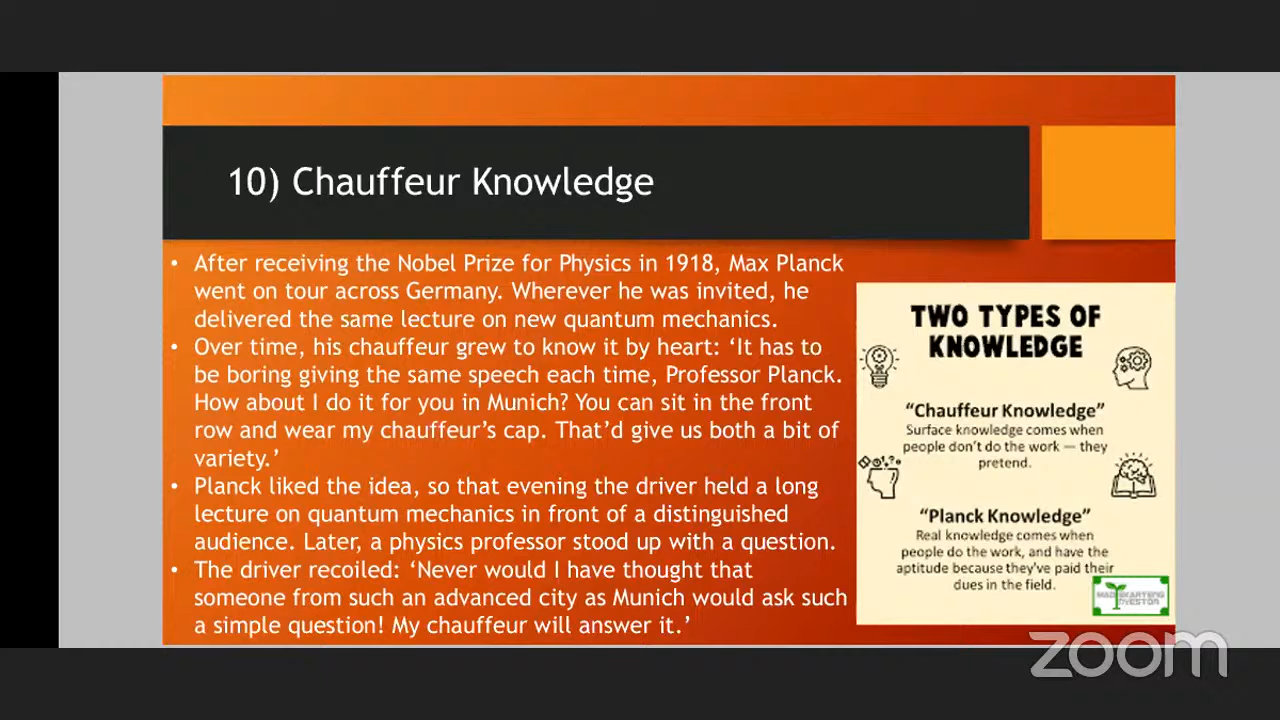 10) Chauffeur Knowledge
• After receiving the Nobel Prize for Physics in 1918, Max Planck
went on tour across Germany. Wherever he was invited, he
delivered the same lecture on new quantum mechanics.
• Over time, his chauffeur grew to know it by heart: ‘It has to
be boring giving the same speech each time, Professor Planck.
How about I do it for you in Munich? You can sit in the front
row and wear my chauffeur’s cap. That’d give us both a bit of
variety.’
• Planck liked the idea, so that evening the driver held a long
lecture on quantum mechanics in front of a distinguished
audience. Later, a physics professor stood up with a question.
• The driver recoiled: ‘Never would I have thought that
someone from such an advanced city as Munich would ask such
a simple question! My chauffeur will answer it.’
TWO TYPES OF
KNOWLEDGE
“Chauffeur Knowledge”
Surface knowledge comes when
people don’t do the work — they
pretend.
“Planck Knowledge”
Real knowledge comes when
people do the work, and have the
aptitude because they’ve paid their
dues in the field.
zoom